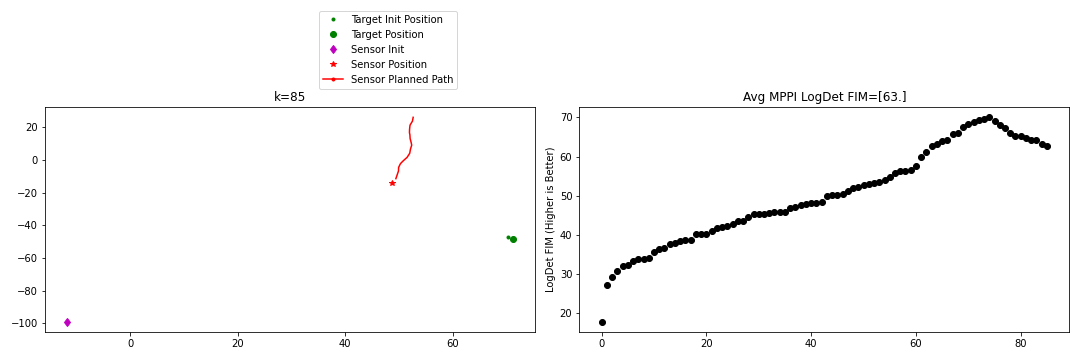 Target Init Position
Target Position
Sensor Init
Sensor Position
Sensor Planned Path
k=85
20
0
−20
−40
−60
−80
−100
0
20
40
60
Avg MPPI LogDet FIM=[63.]
LogDet FIM (Higher is Better)
70
60
50
40
30
20
0
20
40
60
80